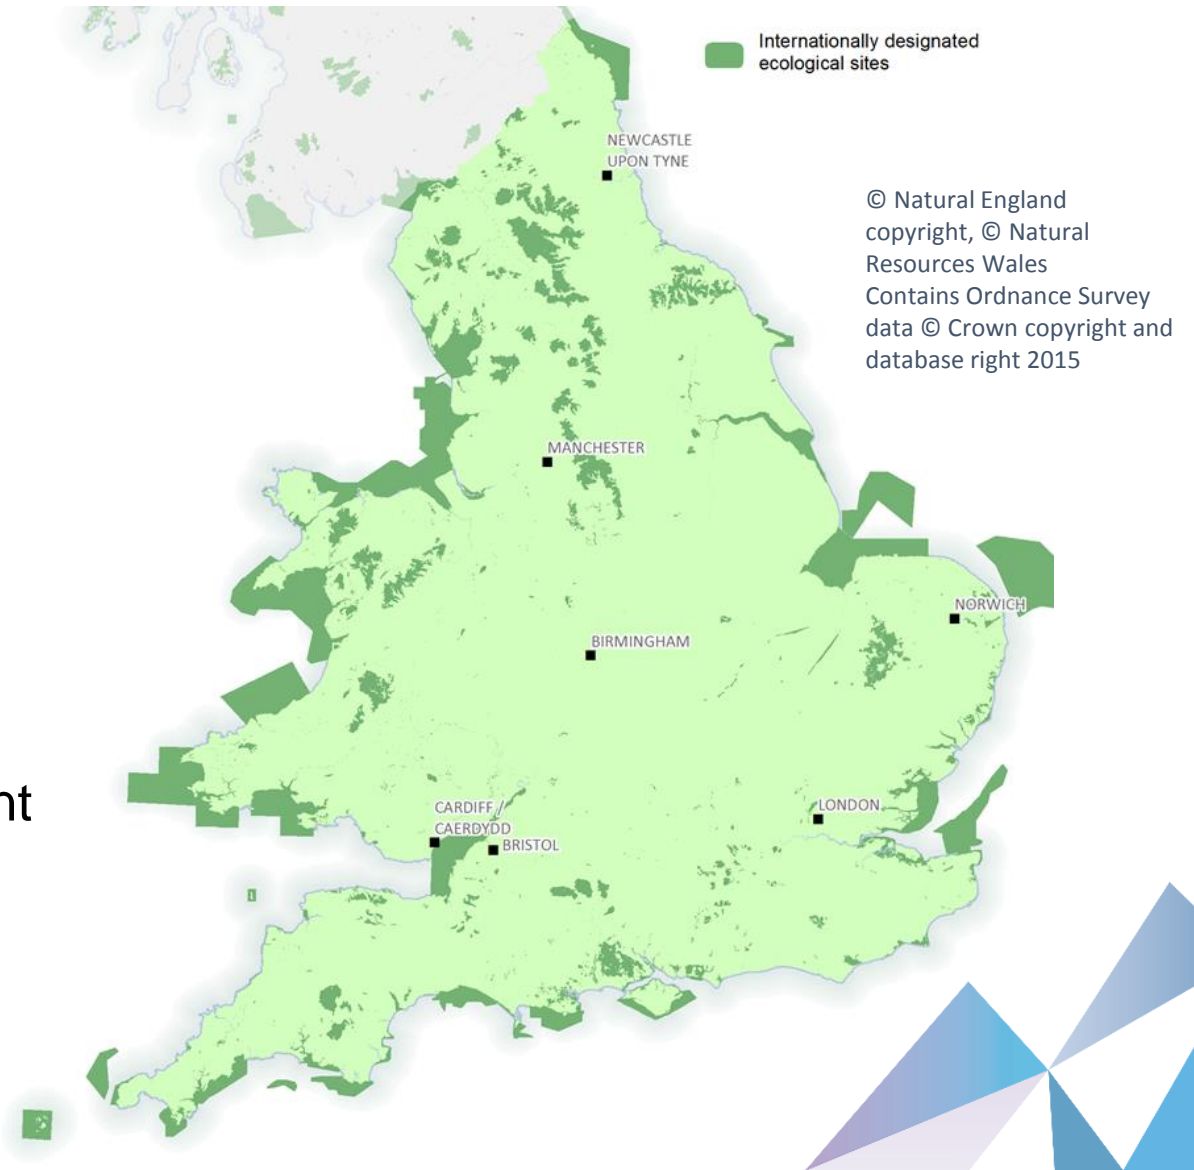 Internationally designated
ecological sites
NEWCASTLE
UPON TYNE
© Natural England
copyright, © Natural
Resources Wales
Contains Ordnance Survey
data © Crown copyright and
database right 2015
MANCHESTER
NORWICH
BIRMINGHAM
nt
CARDIFF /
CAERDYDD
LONDON
BRISTOL